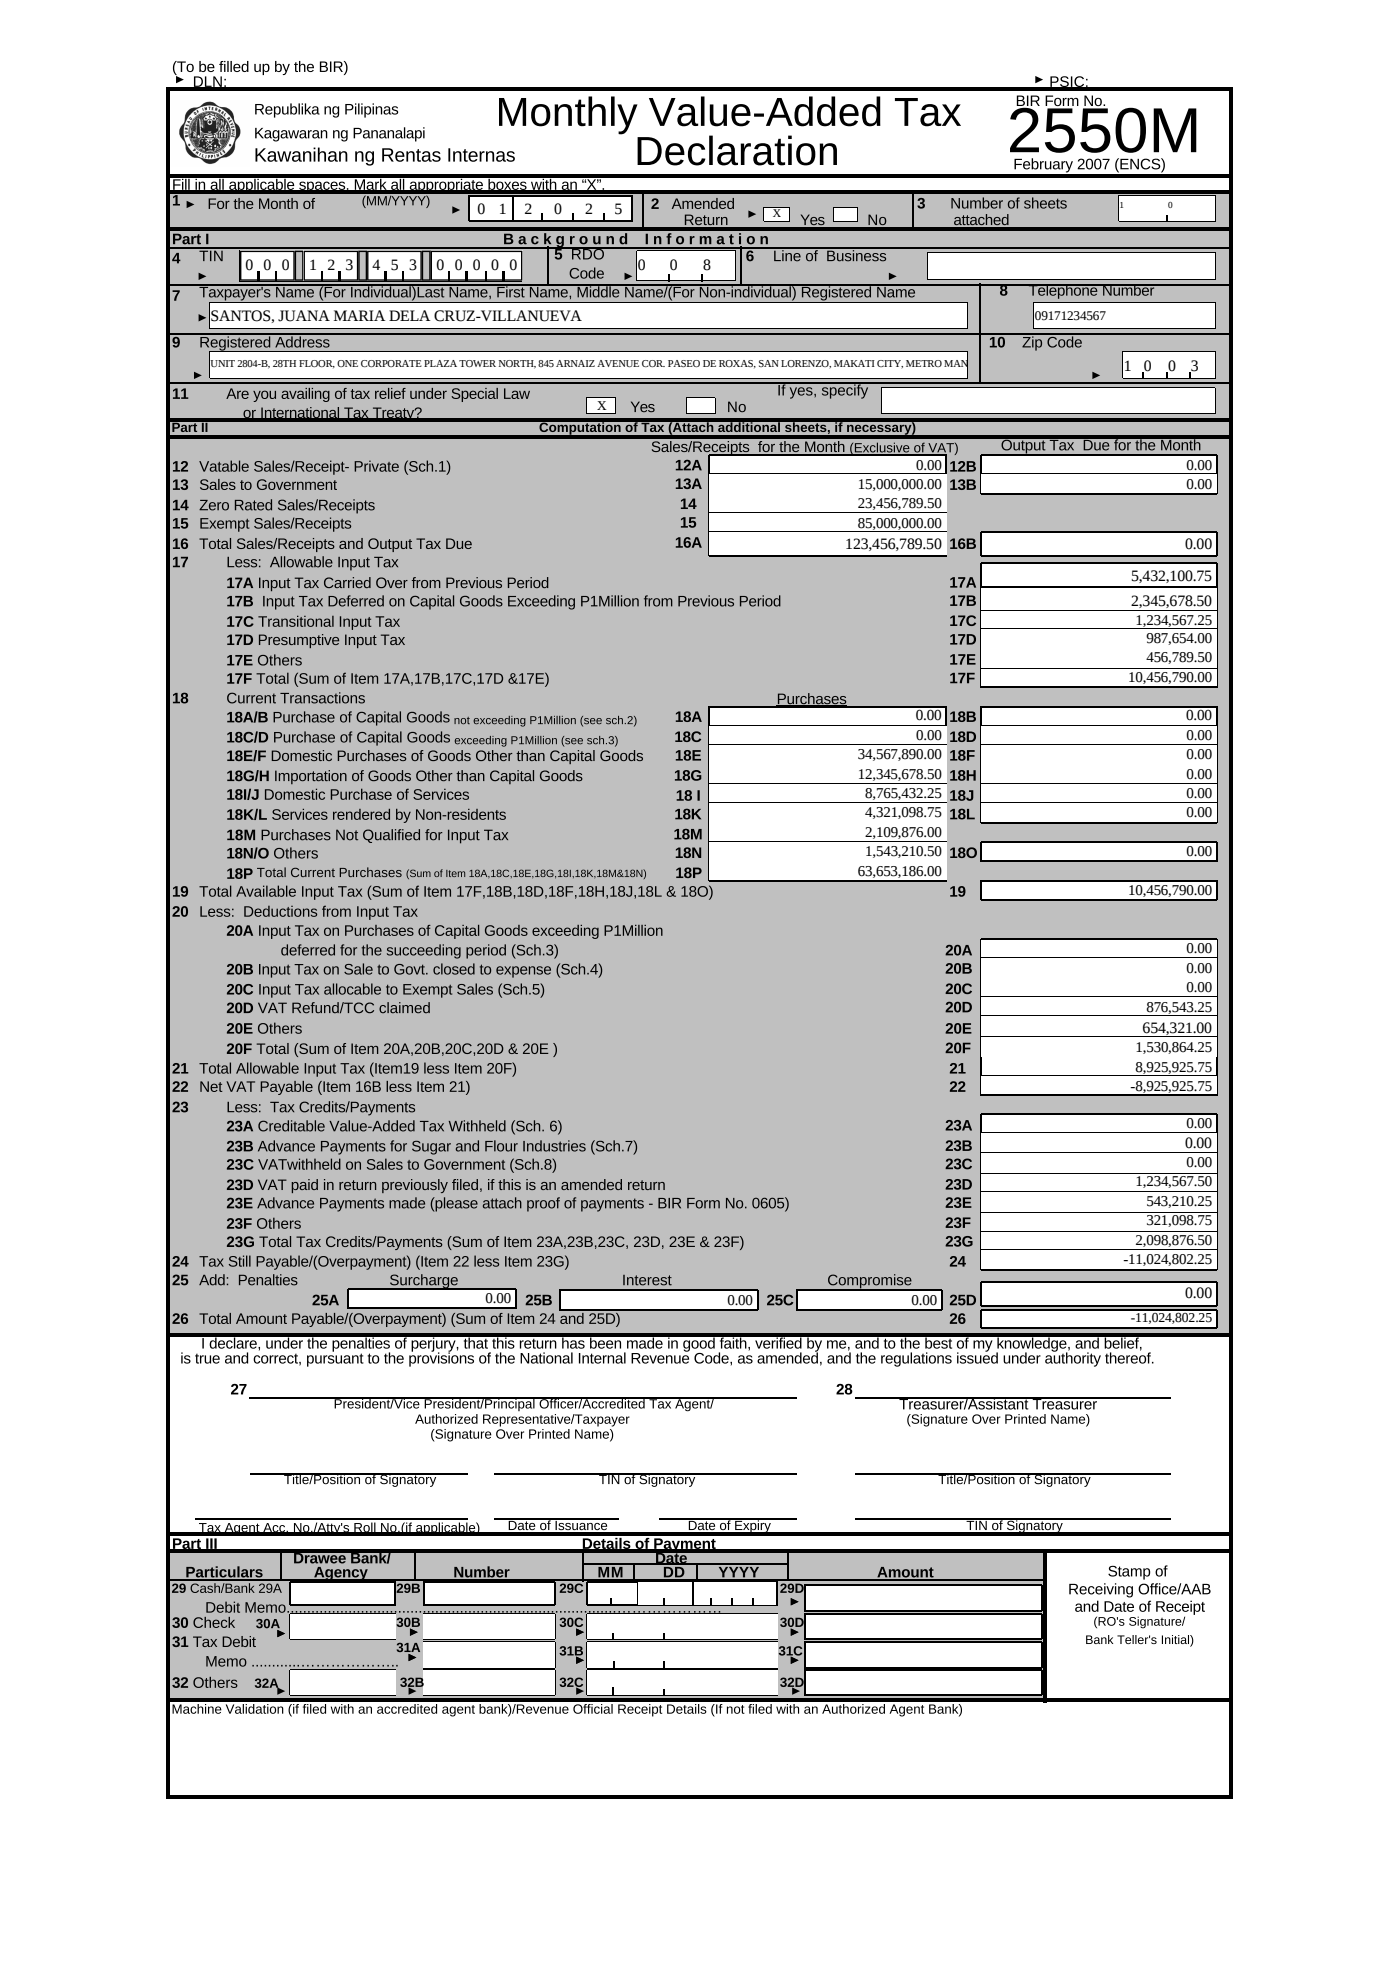 (To be filled up by the BIR)
► DLN: ► PSIC:
Republika ng Pilipinas
Kagawaran ng Pananalapi
Kawanihan ng Rentas Internas
Monthly Value-Added Tax
Declaration
BIR Form No.
2550M
February 2007 (ENCS)
Fill in all applicable spaces. Mark all appropriate boxes with an “X”.
1 ► For the Month of (MM/YYYY) ► 0 1 2 0 2 5 2 Amended Return ► X Yes No 3 Number of sheets attached 1 0
Part I Background Information
4 TIN ► 0 0 0 1 2 3 4 5 3 0 0 0 0 0 5 RDO Code ► 0 0 8 6 Line of Business ►
7 Taxpayer's Name (For Individual)Last Name, First Name, Middle Name/(For Non-individual) Registered Name 8 Telephone Number
► SANTOS, JUANA MARIA DELA CRUZ-VILLANUEVA 09171234567
9 Registered Address 10 Zip Code
► UNIT 2804-B, 28TH FLOOR, ONE CORPORATE PLAZA TOWER NORTH, 845 ARNAIZ AVENUE COR. PASEO DE ROXAS, SAN LORENZO, MAKATI CITY, METRO MAN ► 1 0 0 3
11 Are you availing of tax relief under Special Law or International Tax Treaty? X Yes No If yes, specify
Part II Computation of Tax (Attach additional sheets, if necessary)
Sales/Receipts for the Month (Exclusive of VAT) Output Tax Due for the Month
12 Vatable Sales/Receipt- Private (Sch.1) 12A 0.00 12B 0.00
13 Sales to Government 13A 15,000,000.00 13B 0.00
14 Zero Rated Sales/Receipts 14 23,456,789.50
15 Exempt Sales/Receipts 15 85,000,000.00
16 Total Sales/Receipts and Output Tax Due 16A 123,456,789.50 16B 0.00
17 Less: Allowable Input Tax
17A Input Tax Carried Over from Previous Period 17A 5,432,100.75
17B Input Tax Deferred on Capital Goods Exceeding P1Million from Previous Period 17B 2,345,678.50
17C Transitional Input Tax 17C 1,234,567.25
17D Presumptive Input Tax 17D 987,654.00
17E Others 17E 456,789.50
17F Total (Sum of Item 17A,17B,17C,17D &17E) 17F 10,456,790.00
18 Current Transactions Purchases
18A/B Purchase of Capital Goods not exceeding P1Million (see sch.2) 18A 0.00 18B 0.00
18C/D Purchase of Capital Goods exceeding P1Million (see sch.3) 18C 0.00 18D 0.00
18E/F Domestic Purchases of Goods Other than Capital Goods 18E 34,567,890.00 18F 0.00
18G/H Importation of Goods Other than Capital Goods 18G 12,345,678.50 18H 0.00
18I/J Domestic Purchase of Services 18 I 8,765,432.25 18J 0.00
18K/L Services rendered by Non-residents 18K 4,321,098.75 18L 0.00
18M Purchases Not Qualified for Input Tax 18M 2,109,876.00
18N/O Others 18N 1,543,210.50 18O 0.00
18P Total Current Purchases (Sum of Item 18A,18C,18E,18G,18I,18K,18M&18N) 18P 63,653,186.00
19 Total Available Input Tax (Sum of Item 17F,18B,18D,18F,18H,18J,18L & 18O) 19 10,456,790.00
20 Less: Deductions from Input Tax
20A Input Tax on Purchases of Capital Goods exceeding P1Million
deferred for the succeeding period (Sch.3) 20A 0.00
20B Input Tax on Sale to Govt. closed to expense (Sch.4) 20B 0.00
20C Input Tax allocable to Exempt Sales (Sch.5) 20C 0.00
20D VAT Refund/TCC claimed 20D 876,543.25
20E Others 20E 654,321.00
20F Total (Sum of Item 20A,20B,20C,20D & 20E ) 20F 1,530,864.25
21 Total Allowable Input Tax (Item19 less Item 20F) 21 8,925,925.75
22 Net VAT Payable (Item 16B less Item 21) 22 -8,925,925.75
23 Less: Tax Credits/Payments
23A Creditable Value-Added Tax Withheld (Sch. 6) 23A 0.00
23B Advance Payments for Sugar and Flour Industries (Sch.7) 23B 0.00
23C VATwithheld on Sales to Government (Sch.8) 23C 0.00
23D VAT paid in return previously filed, if this is an amended return 23D 1,234,567.50
23E Advance Payments made (please attach proof of payments - BIR Form No. 0605) 23E 543,210.25
23F Others 23F 321,098.75
23G Total Tax Credits/Payments (Sum of Item 23A,23B,23C, 23D, 23E & 23F) 23G 2,098,876.50
24 Tax Still Payable/(Overpayment) (Item 22 less Item 23G) 24 -11,024,802.25
25 Add: Penalties Surcharge Interest Compromise
25A 0.00 25B 0.00 25C 0.00 25D 0.00
26 Total Amount Payable/(Overpayment) (Sum of Item 24 and 25D) 26 -11,024,802.25
I declare, under the penalties of perjury, that this return has been made in good faith, verified by me, and to the best of my knowledge, and belief,
is true and correct, pursuant to the provisions of the National Internal Revenue Code, as amended, and the regulations issued under authority thereof.
27 28
President/Vice President/Principal Officer/Accredited Tax Agent/ Treasurer/Assistant Treasurer
Authorized Representative/Taxpayer (Signature Over Printed Name)
(Signature Over Printed Name)
Title/Position of Signatory TIN of Signatory Title/Position of Signatory
Tax Agent Acc. No./Atty's Roll No.(if applicable) Date of Issuance Date of Expiry TIN of Signatory
Part III Details of Payment
Particulars Drawee Bank/ Agency Number Date MM DD YYYY Amount
29 Cash/Bank 29A 29B 29C 29D ►
Debit Memo
30 Check 30A ► 30B ► 30C ► 30D ►
31 Tax Debit 31A ► 31B ► 31C ►
Memo
32 Others 32A ► 32B ► 32C ► 32D ►
Stamp of
Receiving Office/AAB
and Date of Receipt
(RO's Signature/
Bank Teller's Initial)
Machine Validation (if filed with an accredited agent bank)/Revenue Official Receipt Details (If not filed with an Authorized Agent Bank)